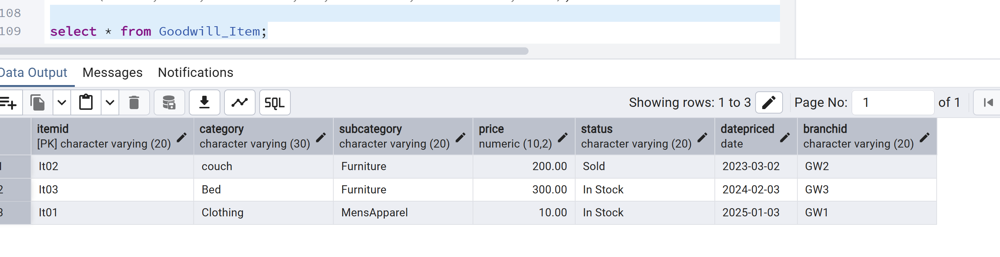 108
109 select * from Goodwill_Item;
Data Output Messages Notifications
SQL Showing rows: 1 to 3 Page No: 1 of 1
itemid category subcategory price status datepriced branchid
[PK] character varying (20) character varying (30) character varying (20) numeric (10,2) character varying (20) date character varying (20)
1 It02 couch Furniture 200.00 Sold 2023-03-02 GW2
2 It03 Bed Furniture 300.00 In Stock 2024-02-03 GW3
3 It01 Clothing MensApparel 10.00 In Stock 2025-01-03 GW1